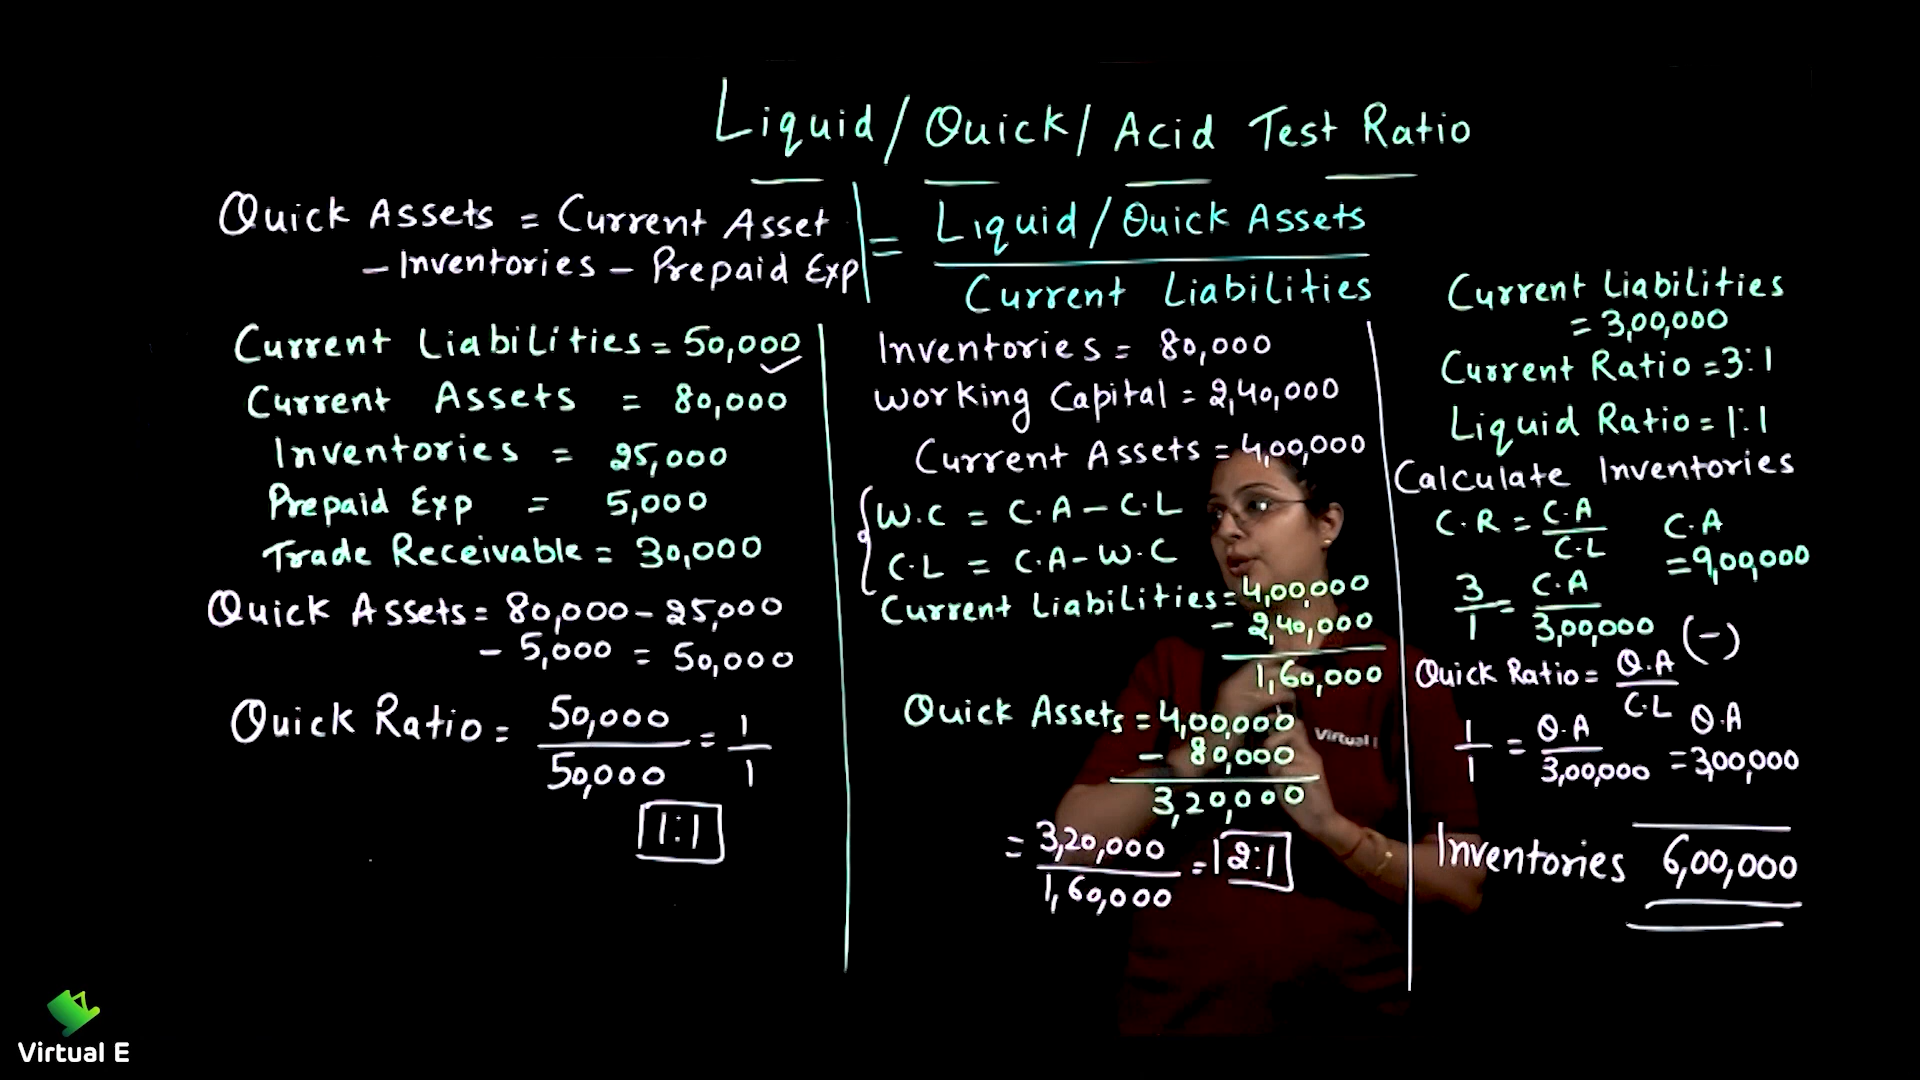 Liquid/Quick/Acid Test Ratio
Quick Assets = Current Asset
- Inventories - Prepaid Exp
= Liquid/Quick Assets
Current Liabilities
Current Liabilities = 50,000
Current Assets = 80,000
Inventories = 25,000
Prepaid Exp = 5,000
Trade Receivable = 30,000
Quick Assets = 80,000 - 25,000
- 5,000 = 50,000
Quick Ratio = 50,000 / 50,000 = 1/1
1:1
Inventories = 80,000
Working Capital = 2,40,000
Current Assets = 4,00,000
W.C = C.A - C.L
C.L = C.A - W.C
Current Liabilities = 4,00,000
- 2,40,000
1,60,000
Quick Assets = 4,00,000
- 80,000
3,20,000
= 3,20,000 / 1,60,000 = 2:1
Virtual
Current Liabilities
= 3,00,000
Current Ratio = 3:1
Liquid Ratio = 1:1
Calculate Inventories
C.R = C.A / C.L
C.A
= 9,00,000
3/1 = C.A / 3,00,000
(-)
Quick Ratio = Q.A / C.L
1/1 = Q.A / 3,00,000
Q.A
= 3,00,000
Inventories 6,00,000
Virtual E